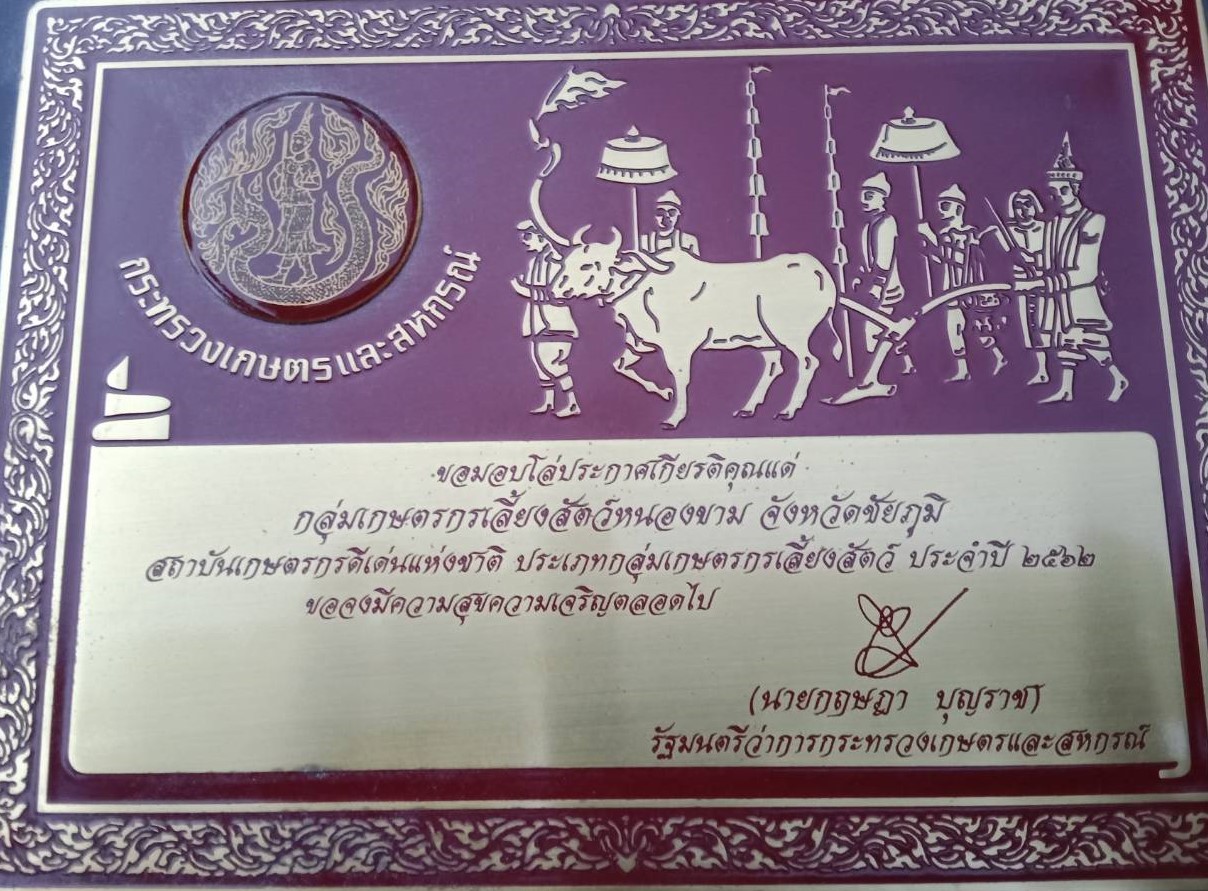 กระทรวงเกษตรและสหกรณ์
ขอมอบโล่ประกาศเกียรติคุณแด่
กลุ่มเกษตรกรเลี้ยงสัตว์หนองขาม จังหวัดชัยภูมิ
สถาบันเกษตรกรดีเด่นแห่งชาติ ประเภทกลุ่มเกษตรกรเลี้ยงสัตว์ ประจำปี ๒๕๖๒
ขอจงมีความสุขความเจริญตลอดไป
(นายกฤษฎา บุญราช)
รัฐมนตรีว่าการกระทรวงเกษตรและสหกรณ์